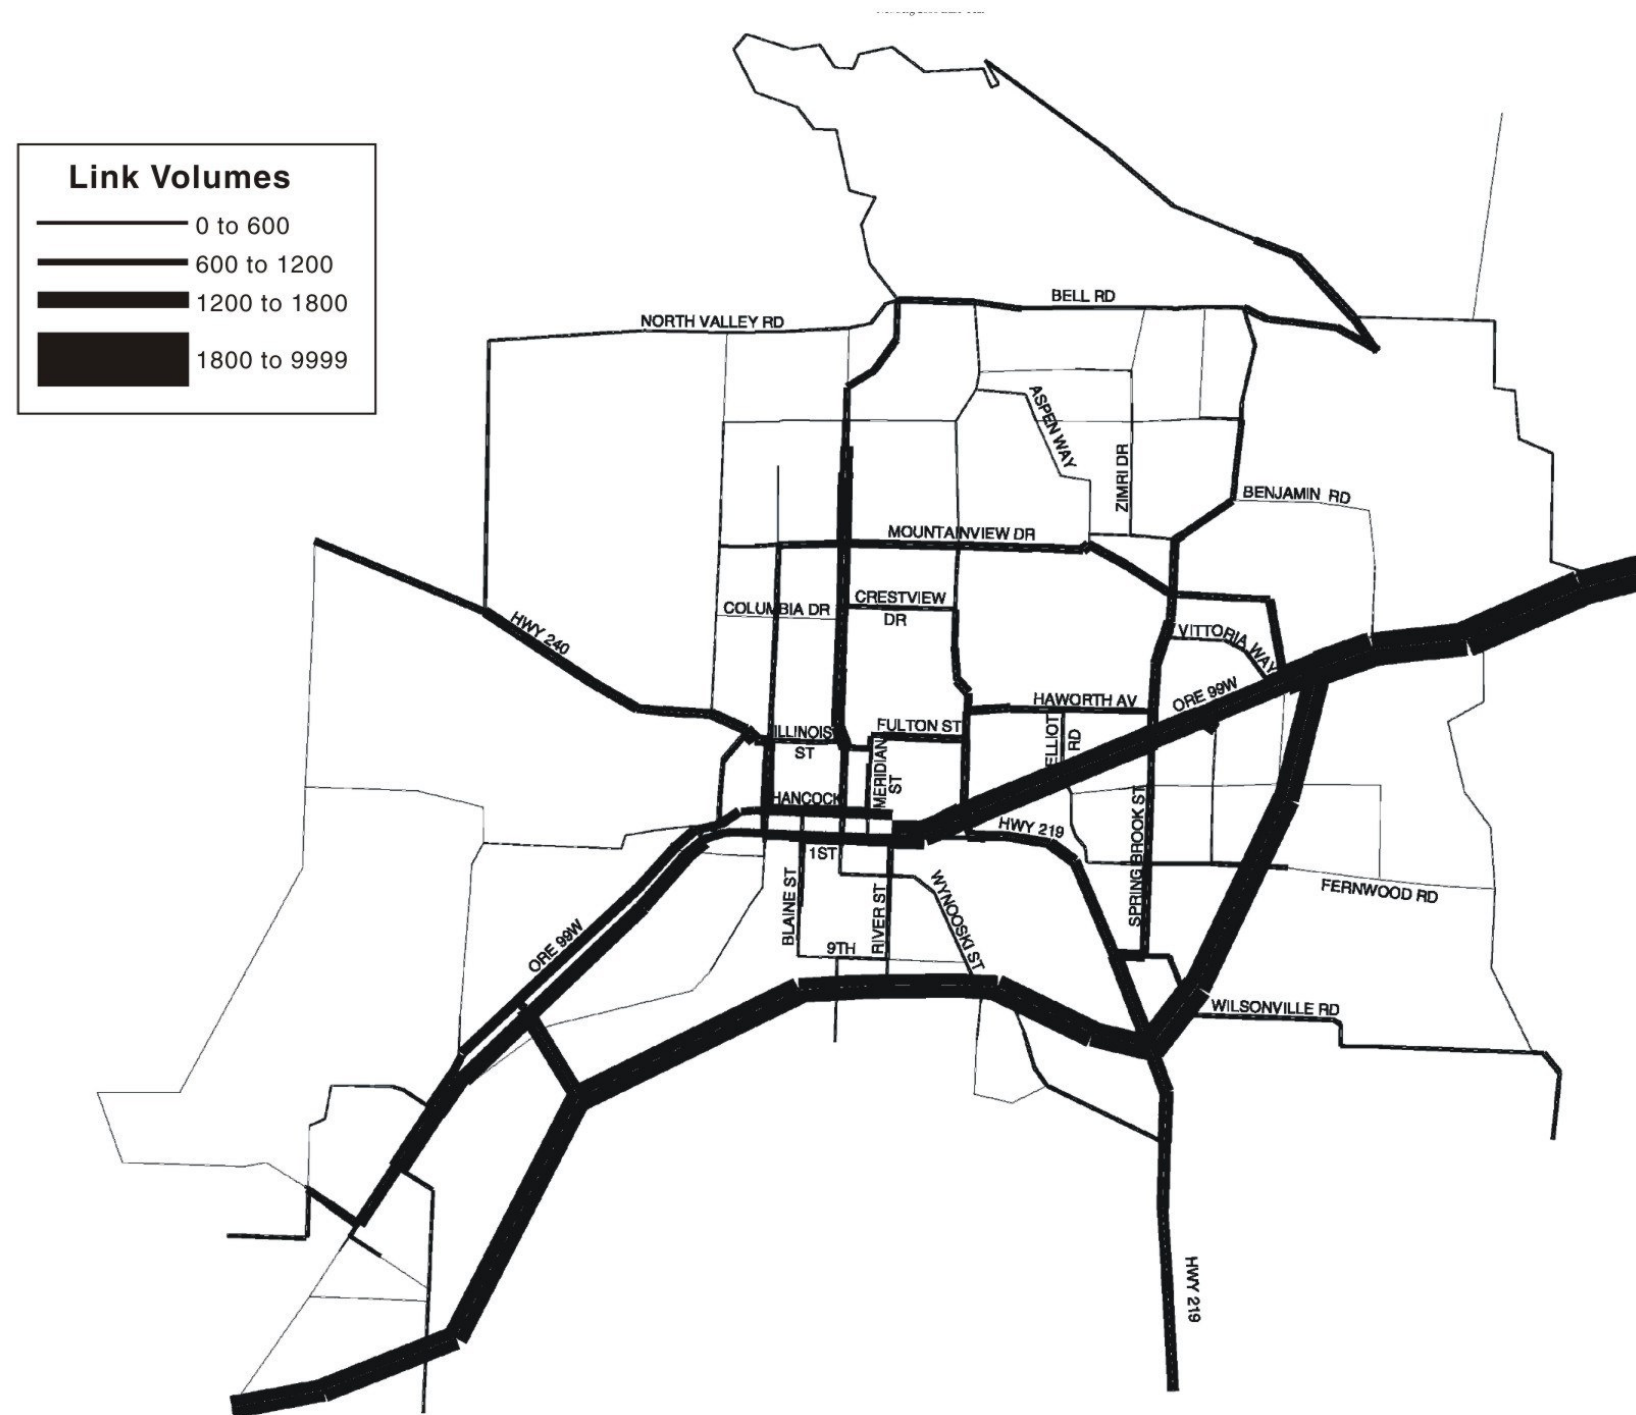 Link Volumes
0 to 600
600 to 1200
1200 to 1800
1800 to 9999
BELL RD
NORTH VALLEY RD
ASPEN WAY
ZIMRI DR
BENJAMIN RD
MOUNTAINVIEW DR
COLUMBIA DR
CRESTVIEW
DR
HWY 240
VITTORIA WAY
HAWORTH AV
ORE 99W
ILLINOIS
ST
FULTON ST
ELLIOT
RD
MERIDIAN
ST
HANCOCK
HWY 219
1ST
SPRING BROOK ST
BLAINE ST
RIVER ST
WYNOOSKI ST
FERNWOOD RD
ORE 99W
9TH
WILSONVILLE RD
HWY 219